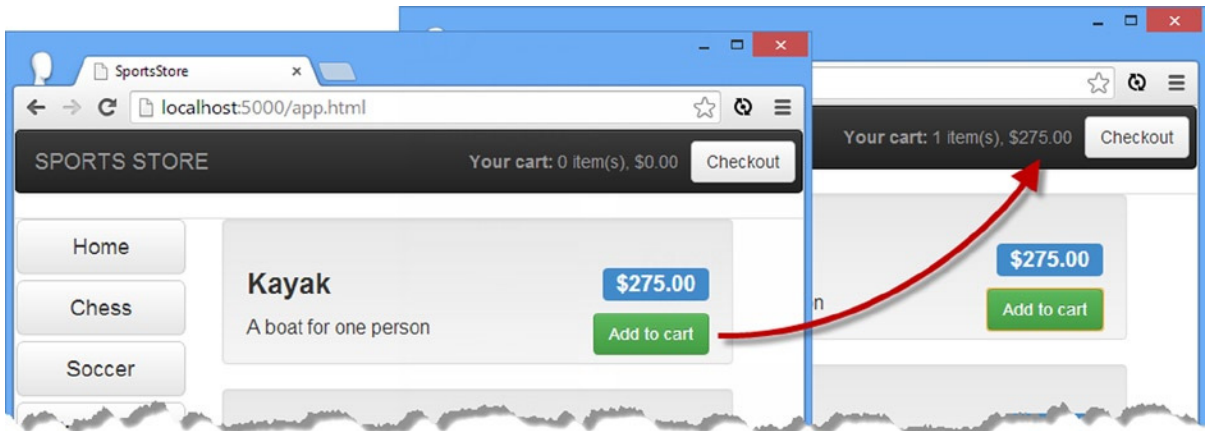 SportsStore
localhost:5000/app.html
SPORTS STORE
Your cart: 0 item(s), $0.00
Checkout
Home
Chess
Soccer
Kayak
$275.00
A boat for one person
Add to cart
Your cart: 1 item(s), $275.00
Checkout
$275.00
n
Add to cart